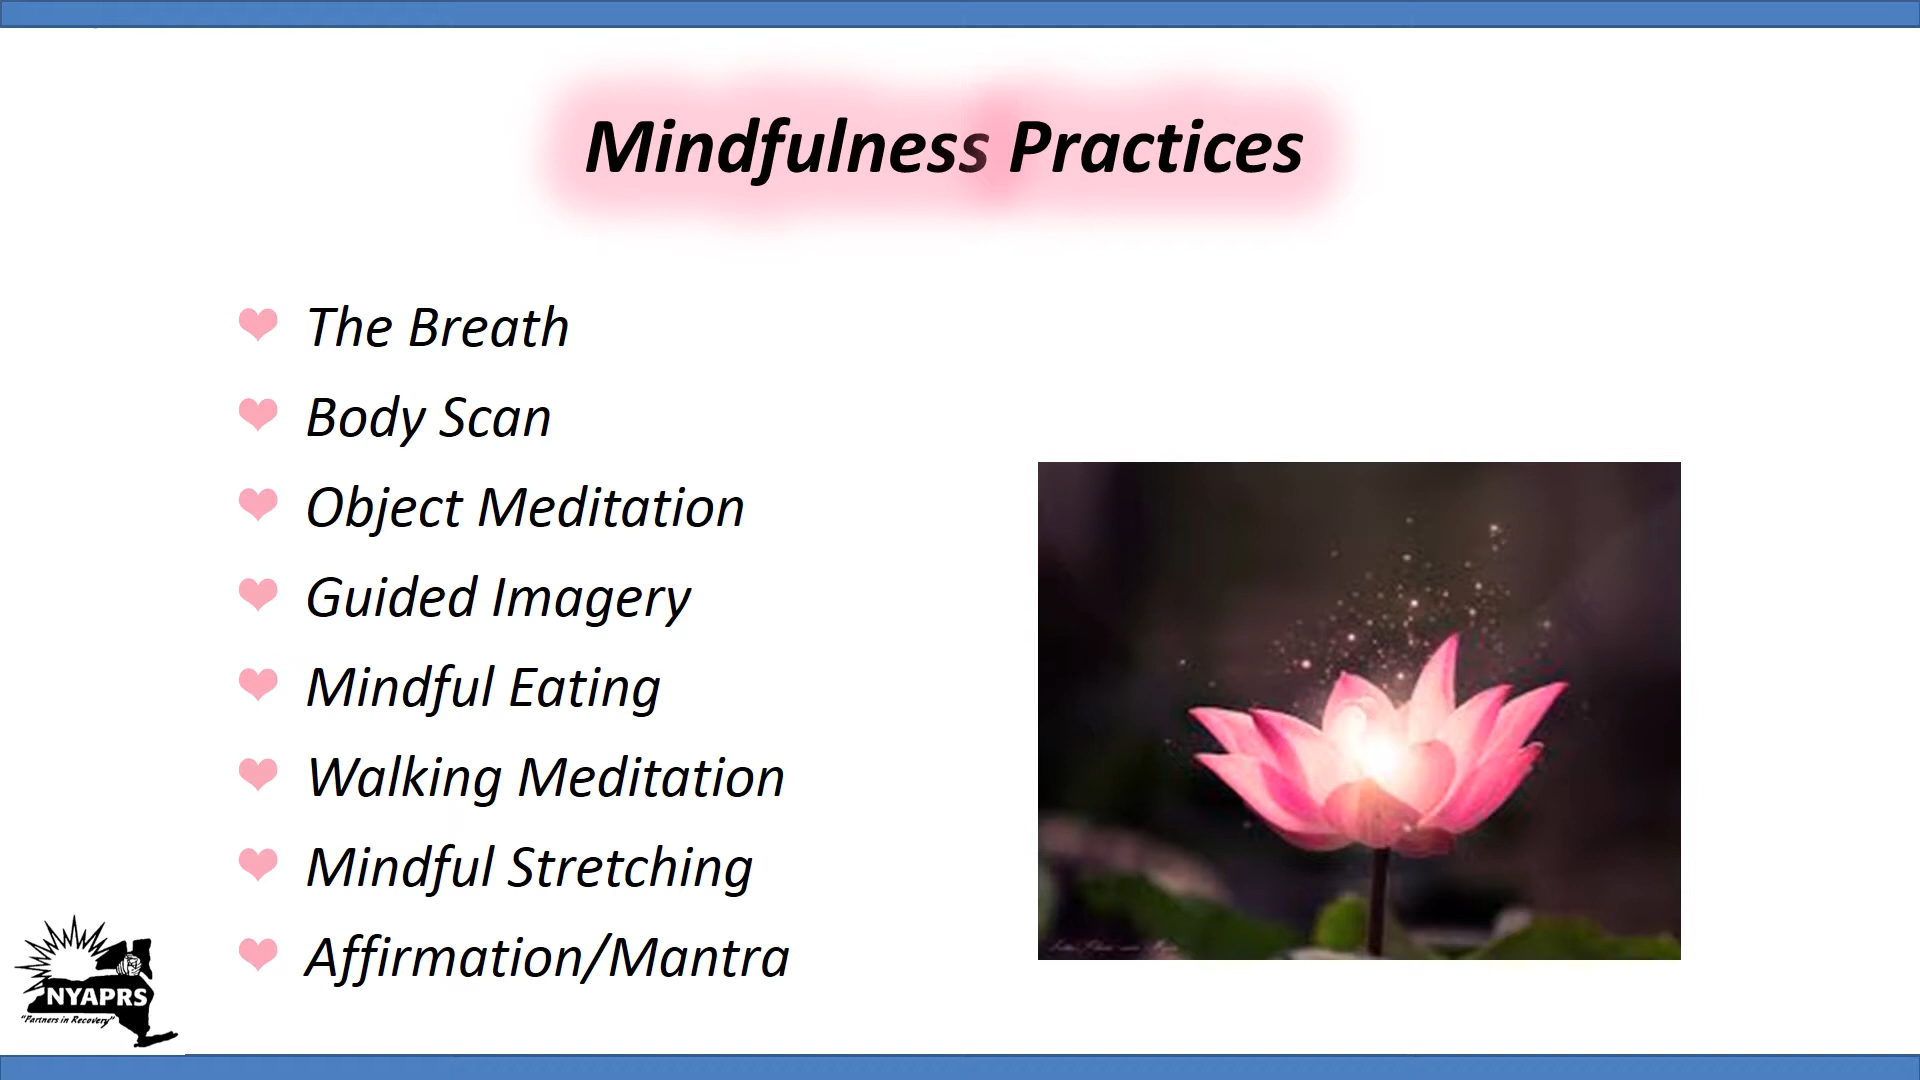 Mindfulness Practices
The Breath
Body Scan
Object Meditation
Guided Imagery
Mindful Eating
Walking Meditation
Mindful Stretching
Affirmation/Mantra
NYAPRS
"Partners in Recovery"